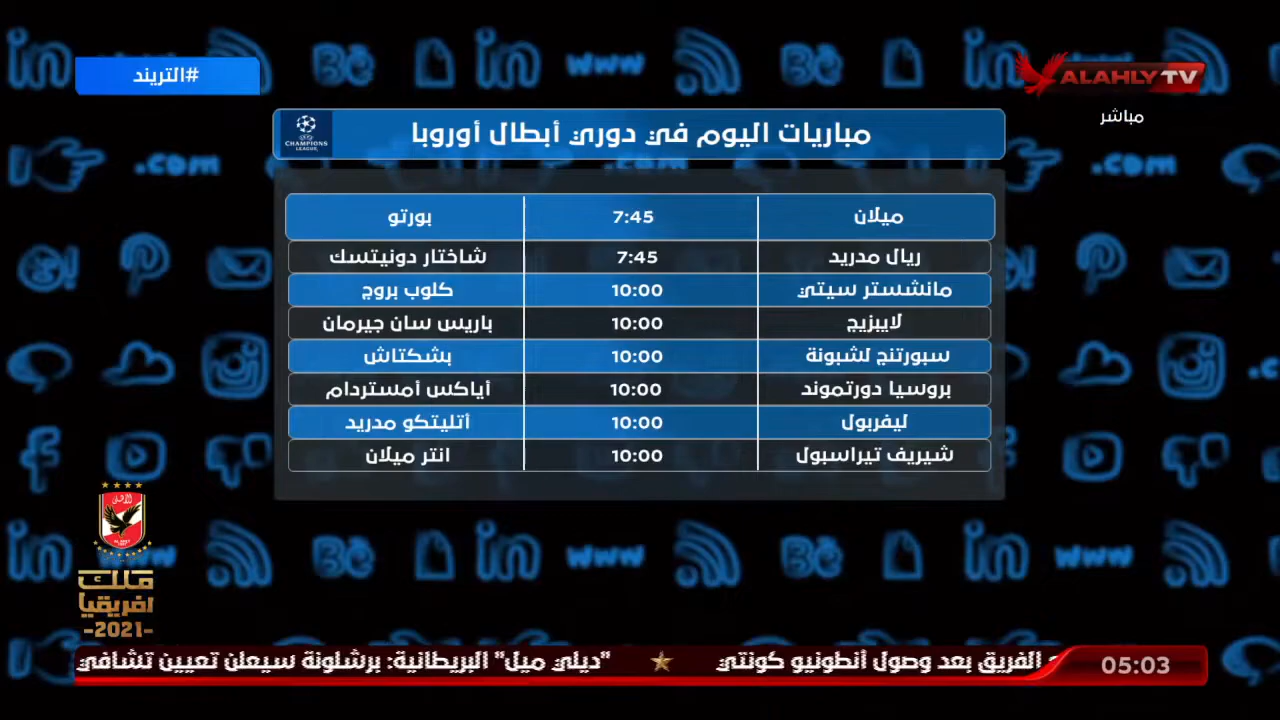 #التريند
ALAHLY TV
مباشر
مباريات اليوم في دوري أبطال أوروبا
CHAMPIONS LEAGUE
ميلان 7:45 بورتو
ريال مدريد 7:45 شاختار دونيتسك
مانشستر سيتي 10:00 كلوب بروج
لايبزيج 10:00 باريس سان جيرمان
سبورتنج لشبونة 10:00 بشكتاش
بروسيا دورتموند 10:00 أياكس أمستردام
ليفربول 10:00 أتليتكو مدريد
شيريف تيراسبول 10:00 انتر ميلان
ملك
افريقيا
-2021-
05:03
الفريق بعد وصول أنطونيو كونتي
"ديلي ميل" البريطانية: برشلونة سيعلن تعيين تشافي